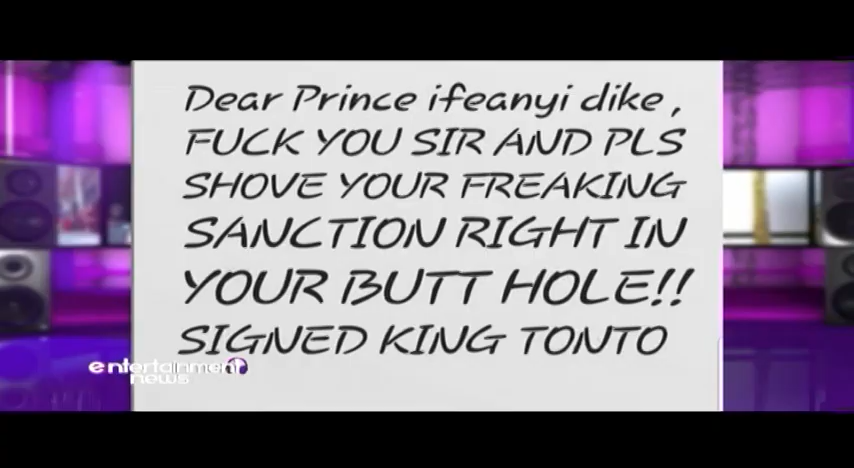 Dear Prince ifeanyi dike ,
FUCK YOU SIR AND PLS
SHOVE YOUR FREAKING
SANCTION RIGHT IN
YOUR BUTT HOLE!!
SIGNED KING TONTO
entertainment
news